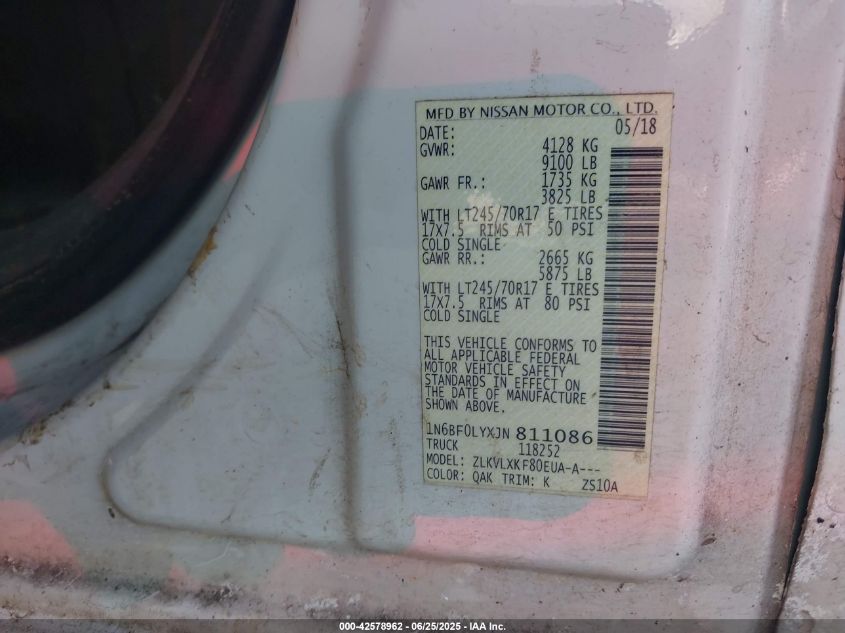 MFD BY NISSAN MOTOR CO., LTD.
DATE: 05/18
GVWR: 4128 KG
9100 LB
GAWR FR.: 1735 KG
3825 LB
WITH LT245/70R17 E TIRES
17X7.5 RIMS AT 50 PSI
COLD SINGLE
GAWR RR.: 2665 KG
5875 LB
WITH LT245/70R17 E TIRES
17X7.5 RIMS AT 80 PSI
COLD SINGLE
THIS VEHICLE CONFORMS TO
ALL APPLICABLE FEDERAL
MOTOR VEHICLE SAFETY
STANDARDS IN EFFECT ON
THE DATE OF MANUFACTURE
SHOWN ABOVE.
1N6BF0LYXJN 811086
TRUCK 118252
MODEL: ZLKVLXKF80EUA-A---
COLOR: QAK TRIM: K ZS10A
000-42578962 / 06/25/2025 - IAA Inc.